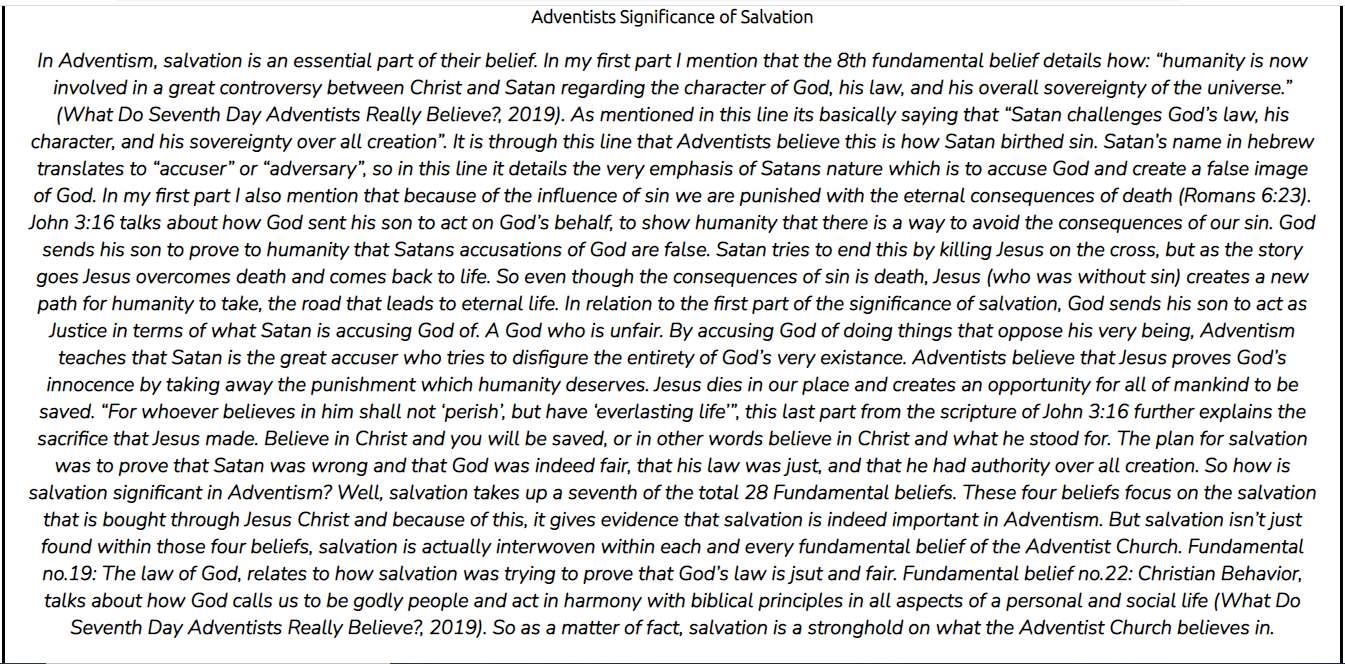 Adventists Significance of Salvation
In Adventism, salvation is an essential part of their belief. In my first part I mention that the 8th fundamental belief details how: “humanity is now
involved in a great controversy between Christ and Satan regarding the character of God, his law, and his overall sovereignty of the universe.”
(What Do Seventh Day Adventists Really Believe?, 2019). As mentioned in this line its basically saying that “Satan challenges God’s law, his
character, and his sovereignty over all creation”. It is through this line that Adventists believe this is how Satan birthed sin. Satan’s name in hebrew
translates to “accuser” or “adversary”, so in this line it details the very emphasis of Satans nature which is to accuse God and create a false image
of God. In my first part I also mention that because of the influence of sin we are punished with the eternal consequences of death (Romans 6:23).
John 3:16 talks about how God sent his son to act on God’s behalf, to show humanity that there is a way to avoid the consequences of our sin. God
sends his son to prove to humanity that Satans accusations of God are false. Satan tries to end this by killing Jesus on the cross, but as the story
goes Jesus overcomes death and comes back to life. So even though the consequences of sin is death, Jesus (who was without sin) creates a new
path for humanity to take, the road that leads to eternal life. In relation to the first part of the significance of salvation, God sends his son to act as
Justice in terms of what Satan is accusing God of. A God who is unfair. By accusing God of doing things that oppose his very being, Adventism
teaches that Satan is the great accuser who tries to disfigure the entirety of God’s very existance. Adventists believe that Jesus proves God’s
innocence by taking away the punishment which humanity deserves. Jesus dies in our place and creates an opportunity for all of mankind to be
saved. “For whoever believes in him shall not ‘perish’, but have ‘everlasting life’”, this last part from the scripture of John 3:16 further explains the
sacrifice that Jesus made. Believe in Christ and you will be saved, or in other words believe in Christ and what he stood for. The plan for salvation
was to prove that Satan was wrong and that God was indeed fair, that his law was just, and that he had authority over all creation. So how is
salvation significant in Adventism? Well, salvation takes up a seventh of the total 28 Fundamental beliefs. These four beliefs focus on the salvation
that is bought through Jesus Christ and because of this, it gives evidence that salvation is indeed important in Adventism. But salvation isn’t just
found within those four beliefs, salvation is actually interwoven within each and every fundamental belief of the Adventist Church. Fundamental
no.19: The law of God, relates to how salvation was trying to prove that God’s law is jsut and fair. Fundamental belief no.22: Christian Behavior,
talks about how God calls us to be godly people and act in harmony with biblical principles in all aspects of a personal and social life (What Do
Seventh Day Adventists Really Believe?, 2019). So as a matter of fact, salvation is a stronghold on what the Adventist Church believes in.